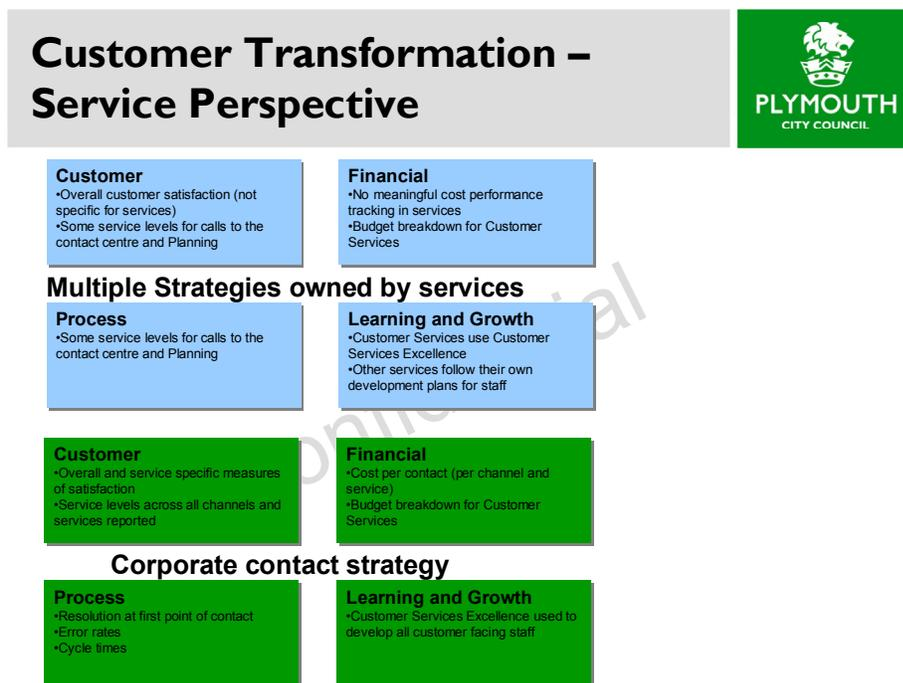 Customer Transformation –
Service Perspective
PLYMOUTH
CITY COUNCIL
Customer
•Overall customer satisfaction (not
specific for services)
•Some service levels for calls to the
contact centre and Planning
Financial
•No meaningful cost performance
tracking in services
•Budget breakdown for Customer
Services
Multiple Strategies owned by services
Process
•Some service levels for calls to the
contact centre and Planning
Learning and Growth
•Customer Services use Customer
Services Excellence
•Other services follow their own
development plans for staff
Customer
•Overall and service specific measures
of satisfaction
•Service levels across all channels and
services reported
Financial
•Cost per contact (per channel and
service)
•Budget breakdown for Customer
Services
Corporate contact strategy
Process
•Resolution at first point of contact
•Error rates
•Cycle times
Learning and Growth
•Customer Services Excellence used to
develop all customer facing staff